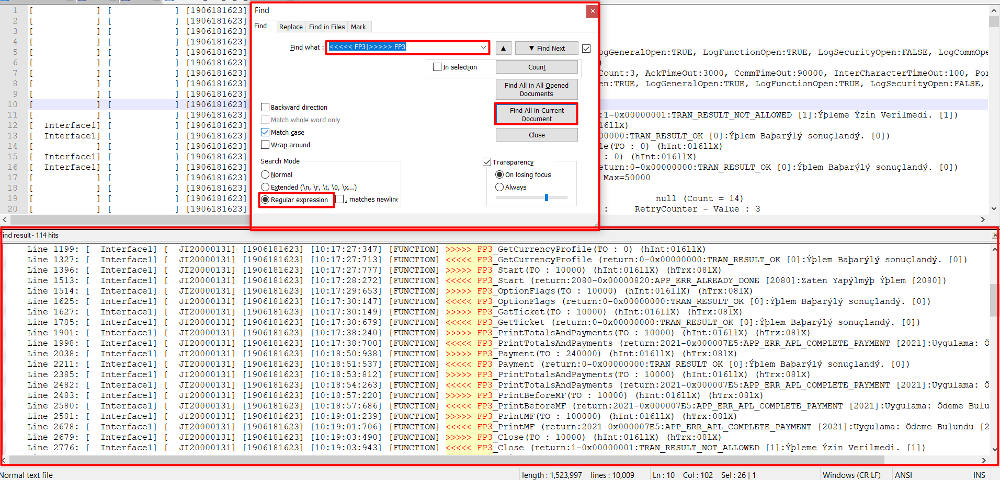 Find
Find Replace Find in Files Mark
Find what : <<<<< FP3|>>>>> FP3
▲ ▼ Find Next
In selection Count
Find All in All Opened
Documents
Find All in Current
Document
Close
Backward direction
Match whole word only
Match case
Wrap around
Search Mode
Normal
Extended (\n, \r, \t, \0, \x...)
Regular expression . matches newline
Transparency
On losing focus
Always
1 [ ] [ ] [1906181623]
2 [ ] [ ] [1906181623]
3 [ ] [ ] [1906181623]
4 [ ] [ ] [1906181623]
5 [ ] [ ] [1906181623] ogGeneralOpen:TRUE, LogFunctionOpen:TRUE, LogSecurityOpen:FALSE, LogCommOpe
6 [ ] [ ] [1906181623] )
7 [ ] [ ] [1906181623] Count:3, AckTimeOut:3000, CommTimeOut:90000, InterCharacterTimeOut:100, Por
8 [ ] [ ] [1906181623] en:TRUE, LogGeneralOpen:TRUE, LogFunctionOpen:TRUE, LogSecurityOpen:FALSE,
9 [ ] [ ] [1906181623]
10 [ ] [ ] [1906181623]
11 [ ] [ ] [1906181623] :1-0x00000001:TRAN_RESULT_NOT_ALLOWED [1]:Ýþleme Ýzin Verilmedi. [1])
12 [ Interface1] [ ] [1906181623] 16llX)
13 [ Interface1] [ ] [1906181623] 00000:TRAN_RESULT_OK [0]:Ýþlem Baþarýlý sonuçlandý. [0])
14 [ ] [ ] [1906181623] le(TO : 0) (hInt:016llX)
15 [ Interface1] [ ] [1906181623] : 0) (hInt:016llX)
16 [ Interface1] [ ] [1906181623] eturn:0-0x00000000:TRAN_RESULT_OK [0]:Ýþlem Baþarýlý sonuçlandý. [0])
17 [ ] [ ] [1906181623] Max=50000
18 [ ] [ ] [1906181623]
19 [ ] [ ] [1906181623] null (Count = 14)
20 [ ] [ ] [1906181623] : RetryCounter - Value : 3
ind result - 114 hits
Line 1199: [ Interface1] [ JI20000131] [1906181623] [10:17:27:347] [FUNCTION] >>>>> FP3_GetCurrencyProfile(TO : 0) (hInt:016llX)
Line 1327: [ Interface1] [ JI20000131] [1906181623] [10:17:27:713] [FUNCTION] <<<<< FP3_GetCurrencyProfile (return:0-0x00000000:TRAN_RESULT_OK [0]:Ýþlem Baþarýlý sonuçlandý. [0])
Line 1396: [ Interface1] [ JI20000131] [1906181623] [10:17:27:777] [FUNCTION] >>>>> FP3_Start(TO : 10000) (hInt:016llX) (hTrx:08lX)
Line 1513: [ Interface1] [ JI20000131] [1906181623] [10:17:28:272] [FUNCTION] <<<<< FP3_Start (return:2080-0x00000820:APP_ERR_ALREADY_DONE [2080]:Zaten Yapýlmýþ Ýþlem [2080])
Line 1514: [ Interface1] [ JI20000131] [1906181623] [10:17:29:653] [FUNCTION] >>>>> FP3_OptionFlags(TO : 10000) (hInt:016llX) (hTrx:08lX)
Line 1625: [ Interface1] [ JI20000131] [1906181623] [10:17:30:147] [FUNCTION] <<<<< FP3_OptionFlags (return:0-0x00000000:TRAN_RESULT_OK [0]:Ýþlem Baþarýlý sonuçlandý. [0])
Line 1627: [ Interface1] [ JI20000131] [1906181623] [10:17:30:149] [FUNCTION] >>>>> FP3_GetTicket(TO : 10000) (hInt:016llX) (hTrx:08lX)
Line 1785: [ Interface1] [ JI20000131] [1906181623] [10:17:30:679] [FUNCTION] <<<<< FP3_GetTicket (return:0-0x00000000:TRAN_RESULT_OK [0]:Ýþlem Baþarýlý sonuçlandý. [0])
Line 1901: [ Interface1] [ JI20000131] [1906181623] [10:17:38:240] [FUNCTION] >>>>> FP3_PrintTotalsAndPayments(TO : 10000) (hInt:016llX) (hTrx:08lX)
Line 1998: [ Interface1] [ JI20000131] [1906181623] [10:17:38:700] [FUNCTION] <<<<< FP3_PrintTotalsAndPayments (return:2021-0x000007E5:APP_ERR_APL_COMPLETE_PAYMENT [2021]:Uygulama: Ö
Line 2038: [ Interface1] [ JI20000131] [1906181623] [10:18:50:938] [FUNCTION] >>>>> FP3_Payment(TO : 240000) (hInt:016llX) (hTrx:08lX)
Line 2211: [ Interface1] [ JI20000131] [1906181623] [10:18:51:537] [FUNCTION] <<<<< FP3_Payment (return:0-0x00000000:TRAN_RESULT_OK [0]:Ýþlem Baþarýlý sonuçlandý. [0])
Line 2385: [ Interface1] [ JI20000131] [1906181623] [10:18:53:812] [FUNCTION] >>>>> FP3_PrintTotalsAndPayments(TO : 10000) (hInt:016llX) (hTrx:08lX)
Line 2482: [ Interface1] [ JI20000131] [1906181623] [10:18:54:263] [FUNCTION] <<<<< FP3_PrintTotalsAndPayments (return:2021-0x000007E5:APP_ERR_APL_COMPLETE_PAYMENT [2021]:Uygulama: Ö
Line 2483: [ Interface1] [ JI20000131] [1906181623] [10:18:57:220] [FUNCTION] >>>>> FP3_PrintBeforeMF(TO : 10000) (hInt:016llX) (hTrx:08lX)
Line 2580: [ Interface1] [ JI20000131] [1906181623] [10:18:57:686] [FUNCTION] <<<<< FP3_PrintBeforeMF (return:2021-0x000007E5:APP_ERR_APL_COMPLETE_PAYMENT [2021]:Uygulama: Ödeme Bulu
Line 2581: [ Interface1] [ JI20000131] [1906181623] [10:19:01:239] [FUNCTION] >>>>> FP3_PrintMF(TO : 100000) (hInt:016llX) (hTrx:08lX)
Line 2678: [ Interface1] [ JI20000131] [1906181623] [10:19:01:706] [FUNCTION] <<<<< FP3_PrintMF (return:2021-0x000007E5:APP_ERR_APL_COMPLETE_PAYMENT [2021]:Uygulama: Ödeme Bulundu [2
Line 2679: [ Interface1] [ JI20000131] [1906181623] [10:19:03:490] [FUNCTION] >>>>> FP3_Close(TO : 10000) (hInt:016llX) (hTrx:08lX)
Line 2776: [ Interface1] [ JI20000131] [1906181623] [10:19:03:943] [FUNCTION] <<<<< FP3_Close (return:1-0x00000001:TRAN_RESULT_NOT_ALLOWED [1]:Ýþleme Ýzin Verilmedi. [1])
Normal text file length : 1,523,997 lines : 10,009 Ln : 10 Col : 102 Sel : 26 | 1 Windows (CR LF) ANSI INS